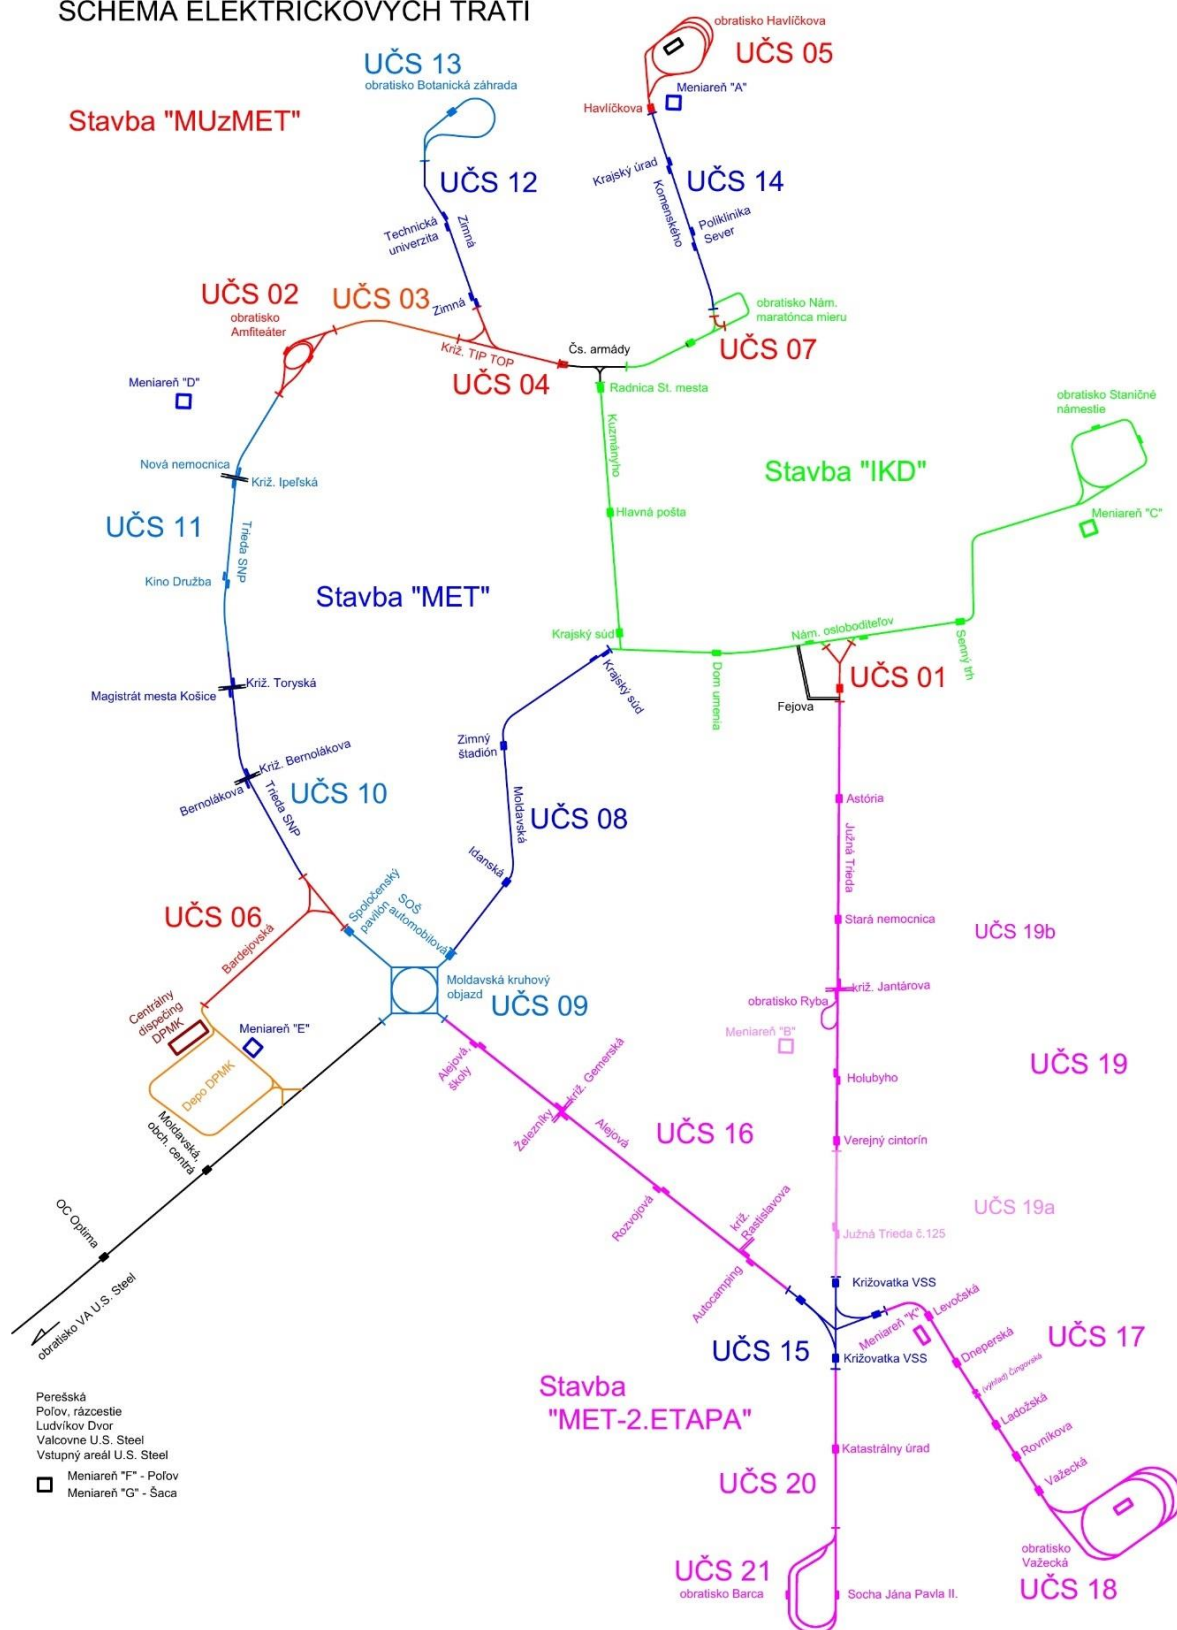 SCHÉMA ELEKTRIČKOVÝCH TRATÍ
obratisko Havlíčkova
UČS 05
UČS 13
obratisko Botanická záhrada
Meniareň "A"
Havlíčkova
Stavba "MUzMET"
Krajský úrad
UČS 14
UČS 12
Komenského
Poliklinika
Sever
Technická
univerzita
Zimná
UČS 02
obratisko
Amfiteáter
UČS 03
Zimná
obratisko Nám.
maratónca mieru
Križ. TIP TOP
Čs. armády
UČS 07
UČS 04
Meniareň "D"
Radnica St. mesta
obratisko Staničné
námestie
Kuzmányho
Nová nemocnica
Križ. Ipeľská
Stavba "IKD"
Hlavná pošta
Meniareň "C"
UČS 11
Trieda SNP
Kino Družba
Stavba "MET"
Krajský súd
Nám. osloboditeľov
Senný trh
Krajský súd
Dom umenia
UČS 01
Križ. Toryská
Magistrát mesta Košice
Fejova
Zimný
štadión
Križ. Bernolákova
Bernolákova
Trieda SNP
UČS 10
Moldavská
UČS 08
Astória
Južná Trieda
Idanská
UČS 06
Spoločenský
pavilón
SOŠ
automobilová
Stará nemocnica
UČS 19b
Bardejovská
Moldavská kruhový
objazd
UČS 09
križ. Jantárova
obratisko Ryba
Centrálny
dispečing
DPMK
Meniareň "E"
Meniareň "B"
Alejová,
školy
križ. Gemerská
Železníky
Holubyho
UČS 19
Depo DPMK
Alejová
UČS 16
Verejný cintorín
Moldavská,
obch. centrá
Rozvojová
križ.
Rastislavova
UČS 19a
Južná Trieda č.125
OC Optima
Autocamping
Križovatka VSS
obratisko VA U.S. Steel
Meniareň "K"
Levočská
UČS 15
Križovatka VSS
Dneperská
UČS 17
(výhľad) Čingovská
Stavba
"MET-2.ETAPA"
Ladožská
Rovníkova
Katastrálny úrad
Važecká
UČS 20
Perešská
Poľov, rázcestie
Ludvíkov Dvor
Valcovne U.S. Steel
Vstupný areál U.S. Steel
Meniareň "F" - Poľov
Meniareň "G" - Šaca
obratisko
Važecká
UČS 18
UČS 21
obratisko Barca
Socha Jána Pavla II.